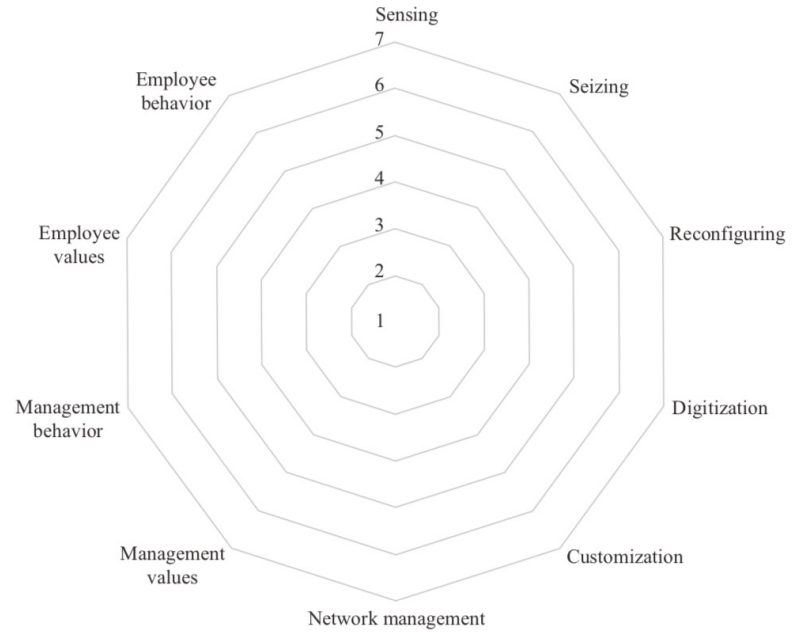 Sensing
7
Employee
behavior
6
Seizing
5
4
3
Employee
values
Reconfiguring
2
1
Management
behavior
Digitization
Management
values
Customization
Network management